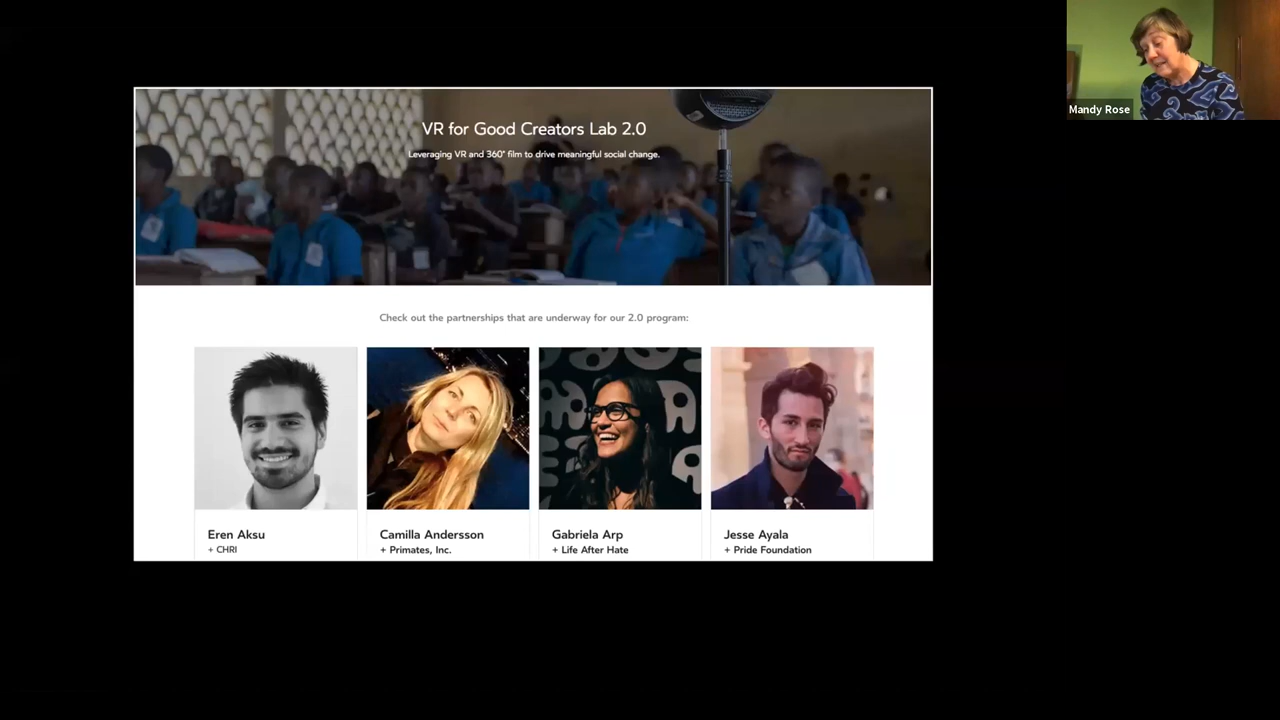 VR for Good Creators Lab 2.0
Leveraging VR and 360° film to drive meaningful social change.
Mandy Rose
Check out the partnerships that are underway for our 2.0 program:
Eren Aksu
+ CHRI
Camilla Andersson
+ Primates, Inc.
Gabriela Arp
+ Life After Hate
Jesse Ayala
+ Pride Foundation